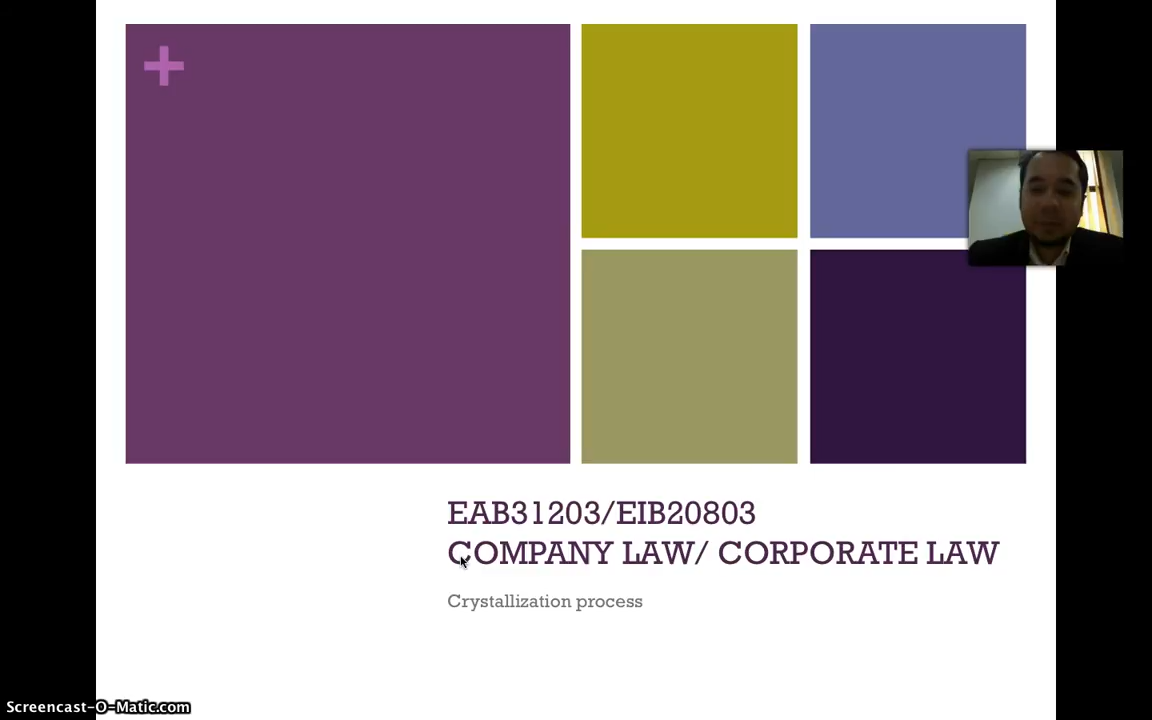 +
EAB31203/EIB20803
COMPANY LAW/ CORPORATE LAW
Crystallization process
Screencast-O-Matic.com